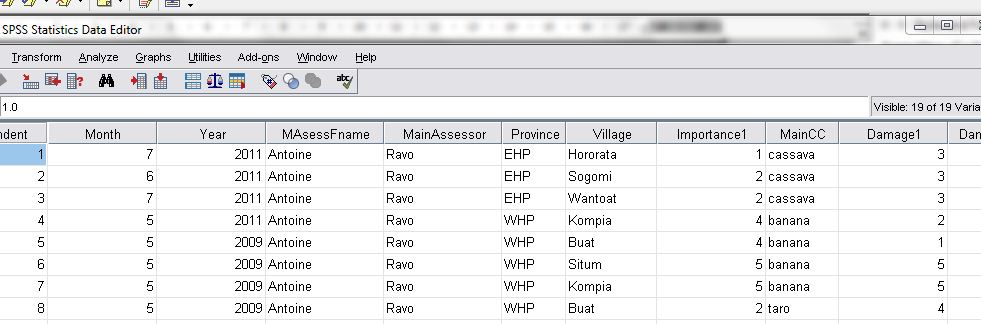 SPSS Statistics Data Editor
Transform Analyze Graphs Utilities Add-ons Window Help
abc
1.0 Visible: 19 of 19 Varia
ndent Month Year MAsessFname MainAssessor Province Village Importance1 MainCC Damage1 Dan
1 7 2011 Antoine Ravo EHP Hororata 1 cassava 3
2 6 2011 Antoine Ravo EHP Sogomi 2 cassava 3
3 7 2011 Antoine Ravo EHP Wantoat 2 cassava 3
4 5 2011 Antoine Ravo WHP Kompia 4 banana 2
5 5 2009 Antoine Ravo WHP Buat 4 banana 1
6 5 2009 Antoine Ravo WHP Situm 5 banana 5
7 5 2009 Antoine Ravo WHP Kompia 5 banana 5
8 5 2009 Antoine Ravo WHP Buat 2 taro 4